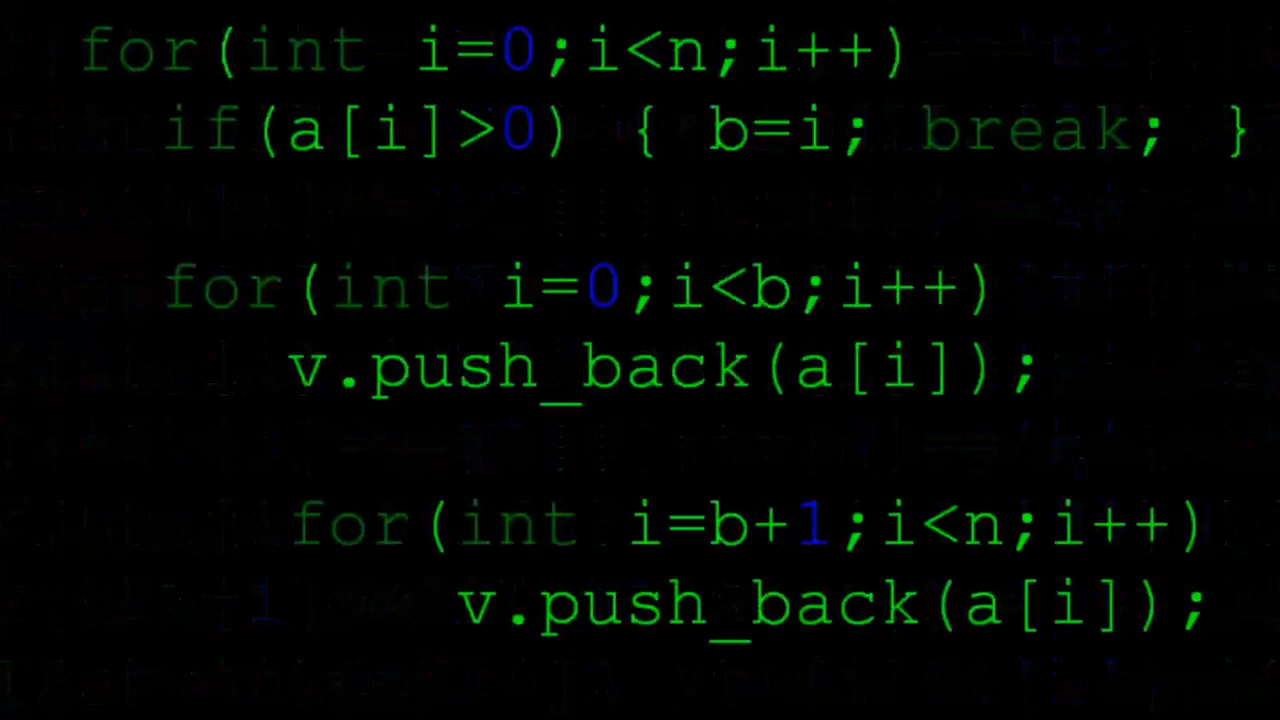 for(int i=0;i<n;i++)
if(a[i]>0) { b=i; break; }
for(int i=0;i<b;i++)
v.push_back(a[i]);
for(int i=b+1;i<n;i++)
v.push_back(a[i]);